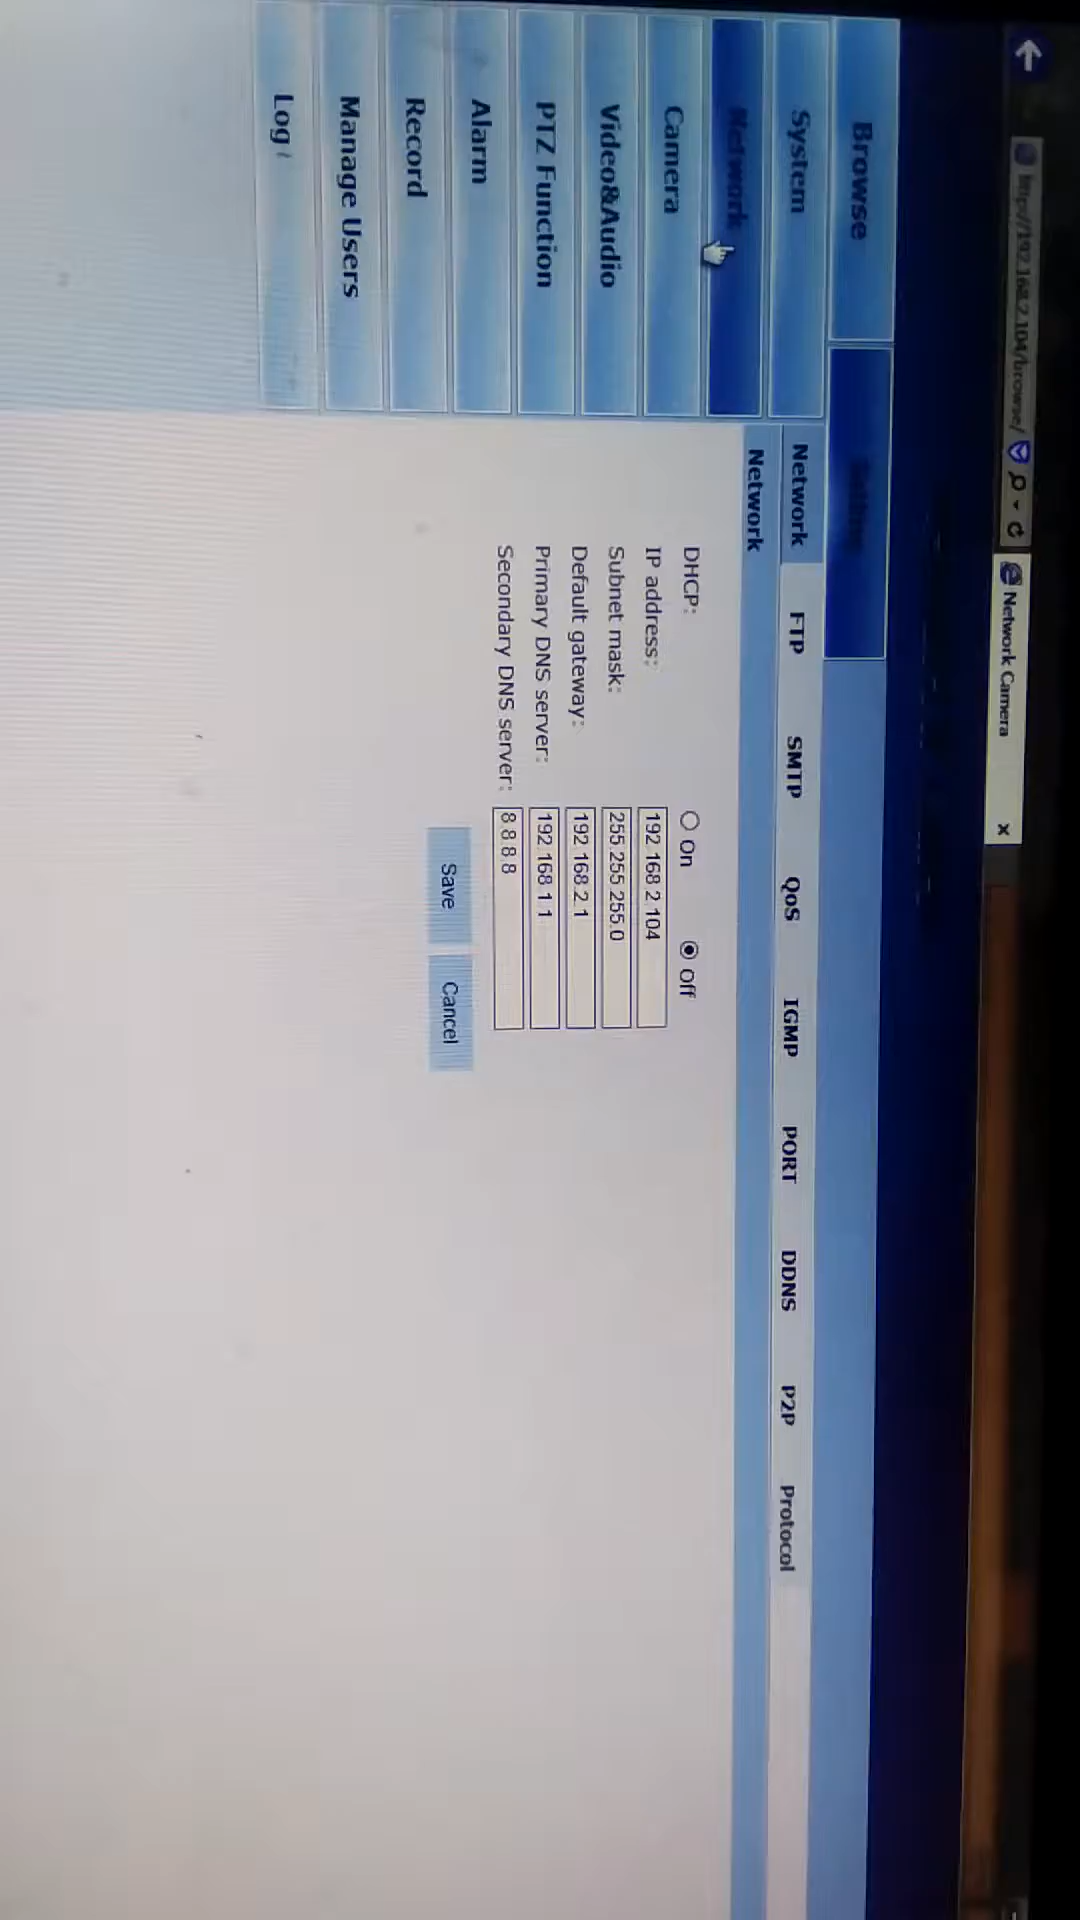 http://192.168.2.104/browse/
Network Camera
x
Browse
Setting
System
Network
Camera
Video&Audio
PTZ Function
Alarm
Record
Manage Users
Log
Network FTP SMTP QoS IGMP PORT DDNS P2P Protocol
Network
DHCP: On Off
IP address: 192.168.2.104
Subnet mask: 255.255.255.0
Default gateway: 192.168.2.1
Primary DNS server: 192.168.1.1
Secondary DNS server: 8.8.8.8
Save Cancel